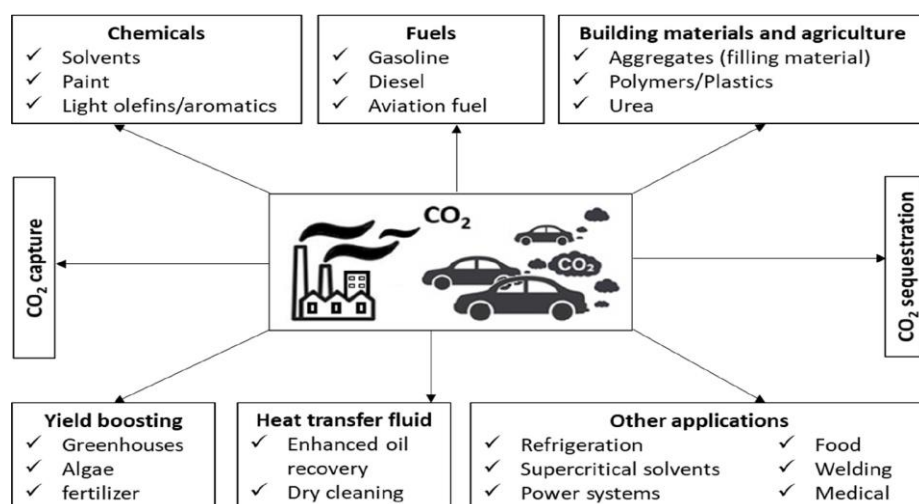 Chemicals
✓ Solvents
✓ Paint
✓ Light olefins/aromatics
Fuels
✓ Gasoline
✓ Diesel
✓ Aviation fuel
Building materials and agriculture
✓ Aggregates (filling material)
✓ Polymers/Plastics
✓ Urea
CO₂ capture
CO₂
CO₂
CO₂ sequestration
Yield boosting
✓ Greenhouses
✓ Algae
✓ fertilizer
Heat transfer fluid
✓ Enhanced oil
recovery
✓ Dry cleaning
Other applications
✓ Refrigeration
✓ Supercritical solvents
✓ Power systems
✓ Food
✓ Welding
✓ Medical